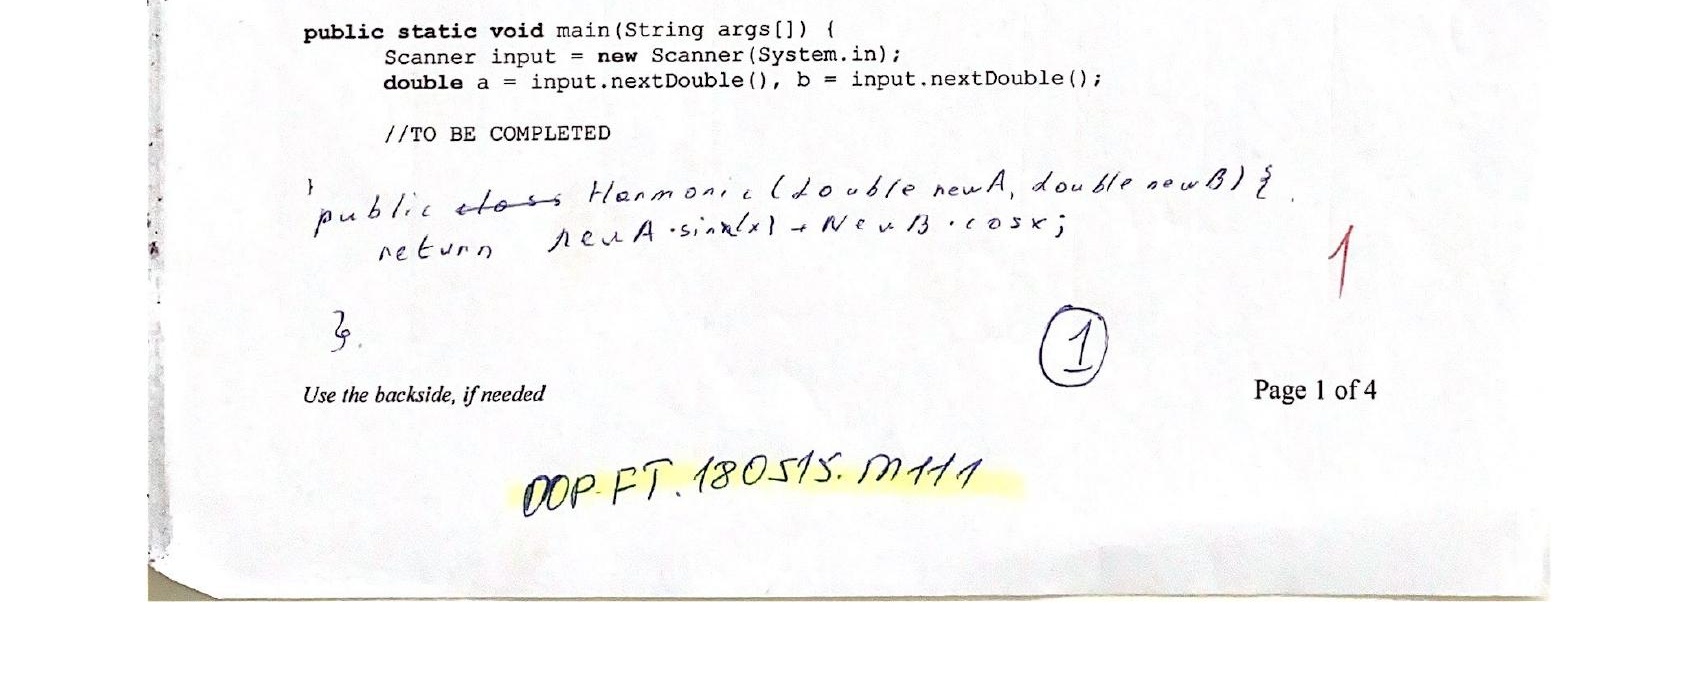 public static void main(String args[]) {
Scanner input = new Scanner(System.in);
double a = input.nextDouble(), b = input.nextDouble();
//TO BE COMPLETED
}
public class Harmonic (double newA, double newB) {
return newA·sin(x) + NewB·cosx;
1
}.
1
Use the backside, if needed
Page 1 of 4
OOP-FT.180515.M111